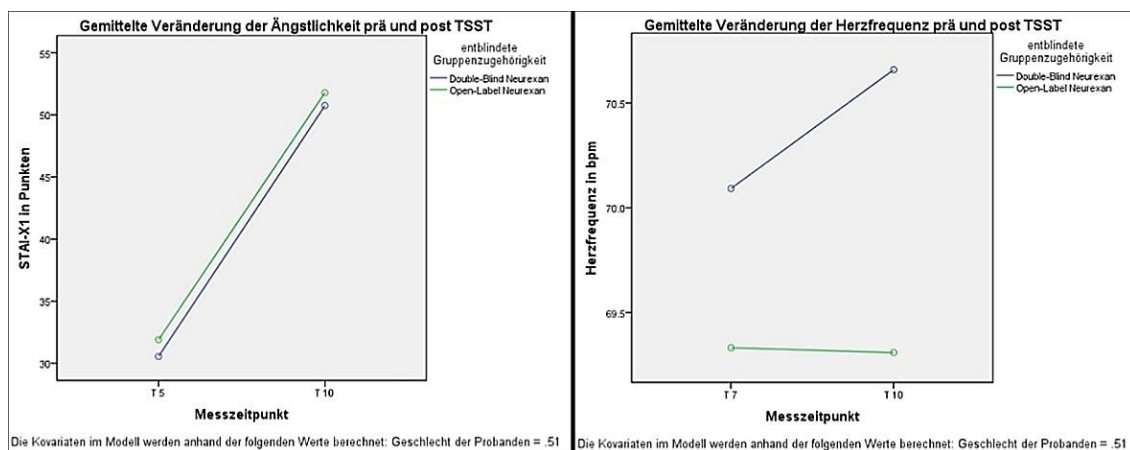 Gemittelte Veränderung der Ängstlichkeit prä und post TSST
entblindete
Gruppenzugehörigkeit
Double-Blind Neurexan
Open-Label Neurexan
STAI-X1 in Punkten
55
50
45
40
35
30
T 5
T 10
Messzeitpunkt
Die Kovariaten im Modell werden anhand der folgenden Werte berechnet: Geschlecht der Probanden = .51
Gemittelte Veränderung der Herzfrequenz prä und post TSST
entblindete
Gruppenzugehörigkeit
Double-Blind Neurexan
Open-Label Neurexan
Herzfrequenz in bpm
70.5
70.0
69.5
T 7
T 10
Messzeitpunkt
Die Kovariaten im Modell werden anhand der folgenden Werte berechnet: Geschlecht der Probanden = .51